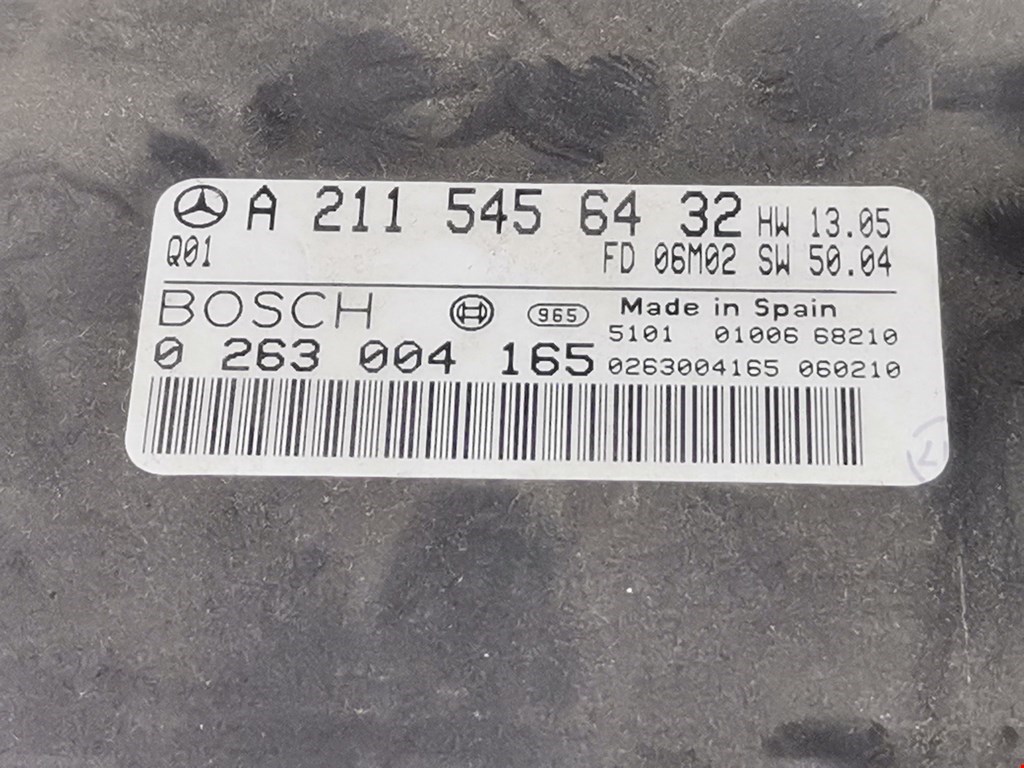 A 211 545 64 32 HW 13.05
Q01 FD 06M02 SW 50.04
BOSCH 965 Made in Spain
5101 01006 68210
0 263 004 165 0263004165 060210